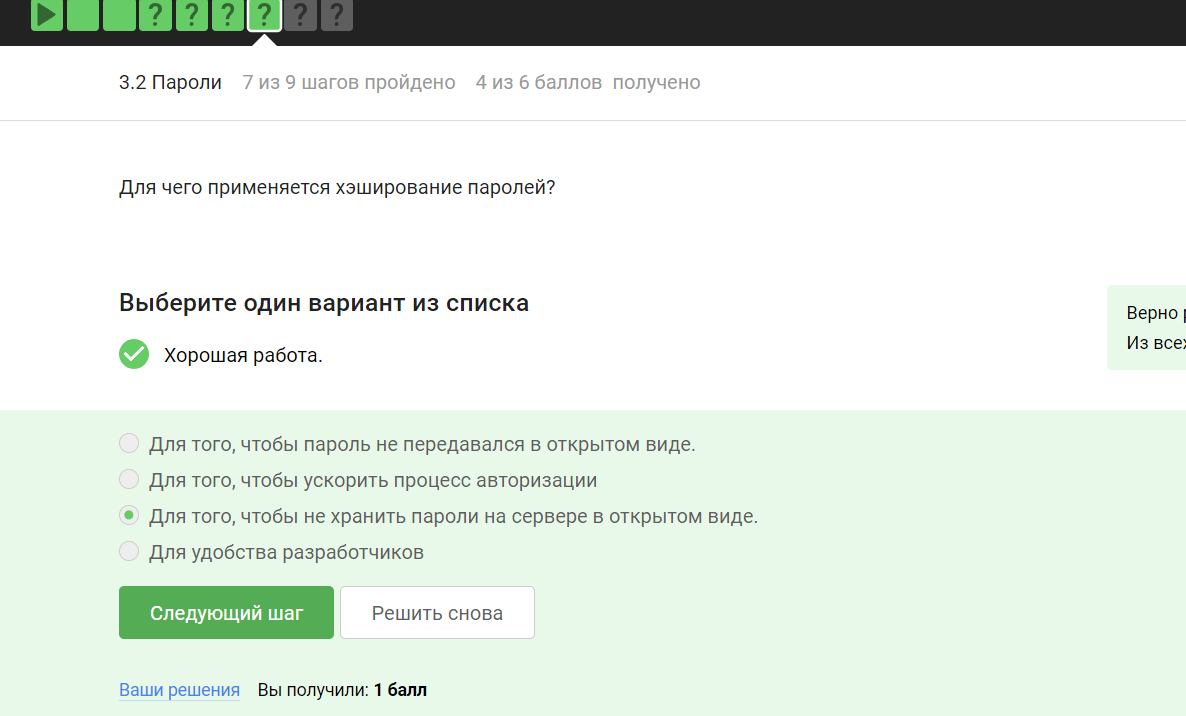 ? ? ? ? ? ?
3.2 Пароли 7 из 9 шагов пройдено 4 из 6 баллов получено
Для чего применяется хэширование паролей?
Выберите один вариант из списка
Хорошая работа.
Верно
Из всех
Для того, чтобы пароль не передавался в открытом виде.
Для того, чтобы ускорить процесс авторизации
Для того, чтобы не хранить пароли на сервере в открытом виде.
Для удобства разработчиков
Следующий шаг Решить снова
Ваши решения Вы получили: 1 балл